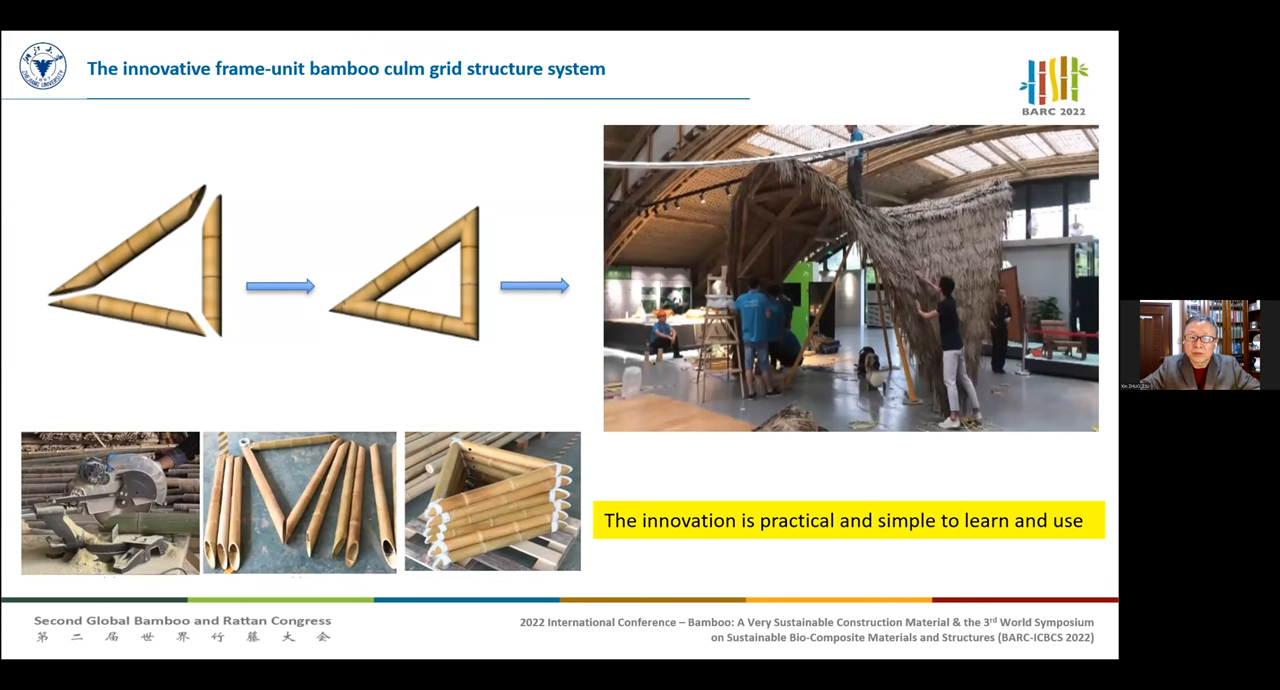 The innovative frame-unit bamboo culm grid structure system
BARC 2022
The innovation is practical and simple to learn and use
Second Global Bamboo and Rattan Congress
第 二 届 世 界 竹 藤 大 会
2022 International Conference – Bamboo: A Very Sustainable Construction Material & the 3rd World Symposium
on Sustainable Bio-Composite Materials and Structures (BARC-ICBCS 2022)